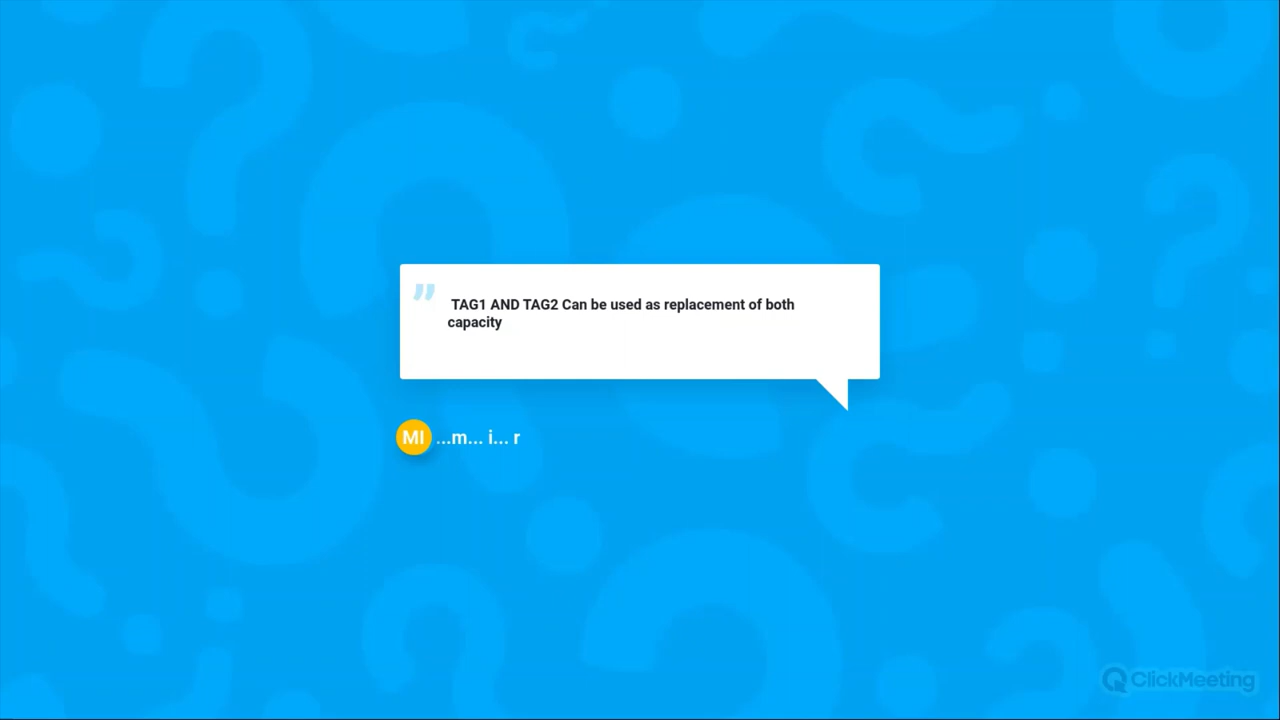 TAG1 AND TAG2 Can be used as replacement of both
capacity
MI ...m... i... r
ClickMeeting